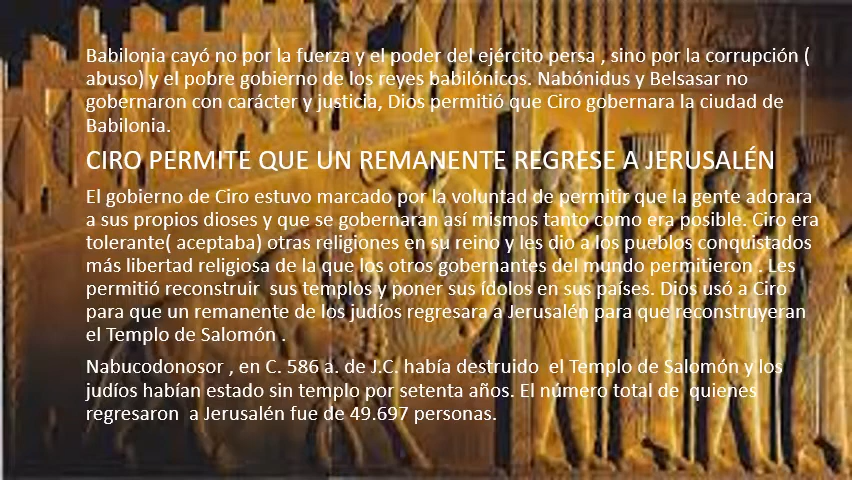 Babilonia cayó no por la fuerza y el poder del ejército persa , sino por la corrupción (
abuso) y el pobre gobierno de los reyes babilónicos. Nabónidus y Belsasar no
gobernaron con carácter y justicia, Dios permitió que Ciro gobernara la ciudad de
Babilonia.
CIRO PERMITE QUE UN REMANENTE REGRESE A JERUSALÉN
El gobierno de Ciro estuvo marcado por la voluntad de permitir que la gente adorara
a sus propios dioses y que se gobernaran así mismos tanto como era posible. Ciro era
tolerante( aceptaba) otras religiones en su reino y les dio a los pueblos conquistados
más libertad religiosa de la que los otros gobernantes del mundo permitieron . Les
permitió reconstruir  sus templos y poner sus ídolos en sus países. Dios usó a Ciro
para que un remanente de los judíos regresara a Jerusalén para que reconstruyeran
el Templo de Salomón .
Nabucodonosor , en C. 586 a. de J.C. había destruido  el Templo de Salomón y los
judíos habían estado sin templo por setenta años. El número total de  quienes
regresaron  a Jerusalén fue de 49.697 personas.